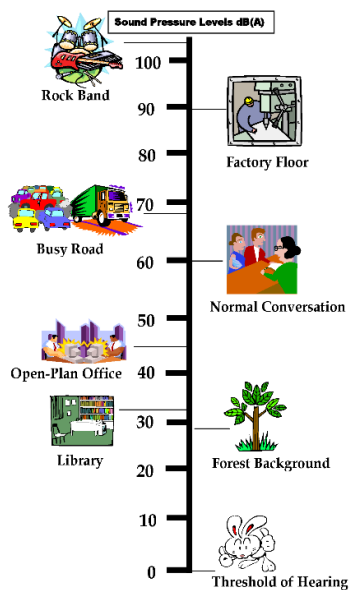 Sound Pressure Levels dB(A)
100
Rock Band
90
Factory Floor
80
70
Busy Road
60
Normal Conversation
50
Open-Plan Office
40
30
Library
Forest Background
20
10
0
Threshold of Hearing